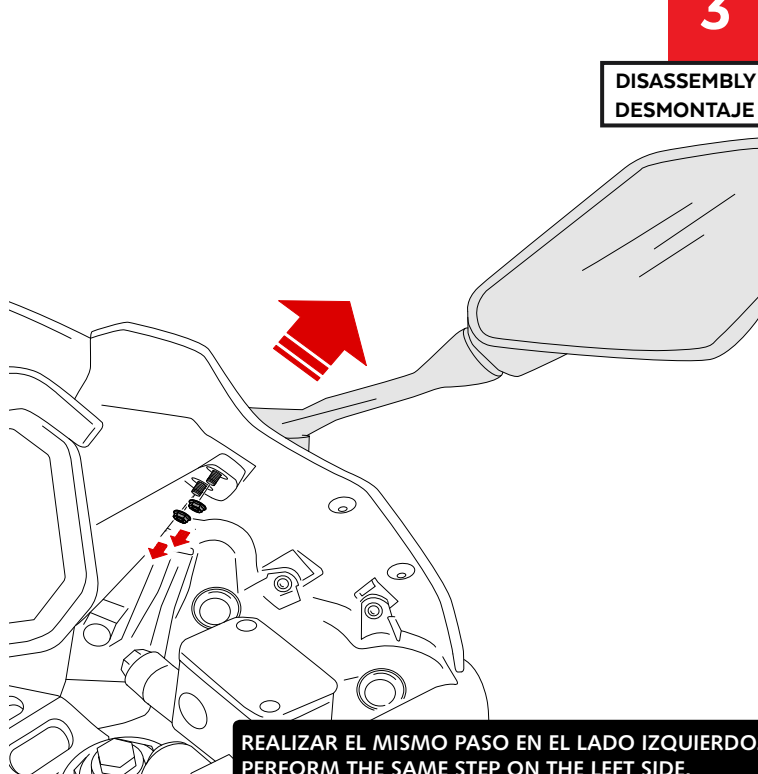 3
DISASSEMBLY
DESMONTAJE
REALIZAR EL MISMO PASO EN EL LADO IZQUIERDO.
PERFORM THE SAME STEP ON THE LEFT SIDE.